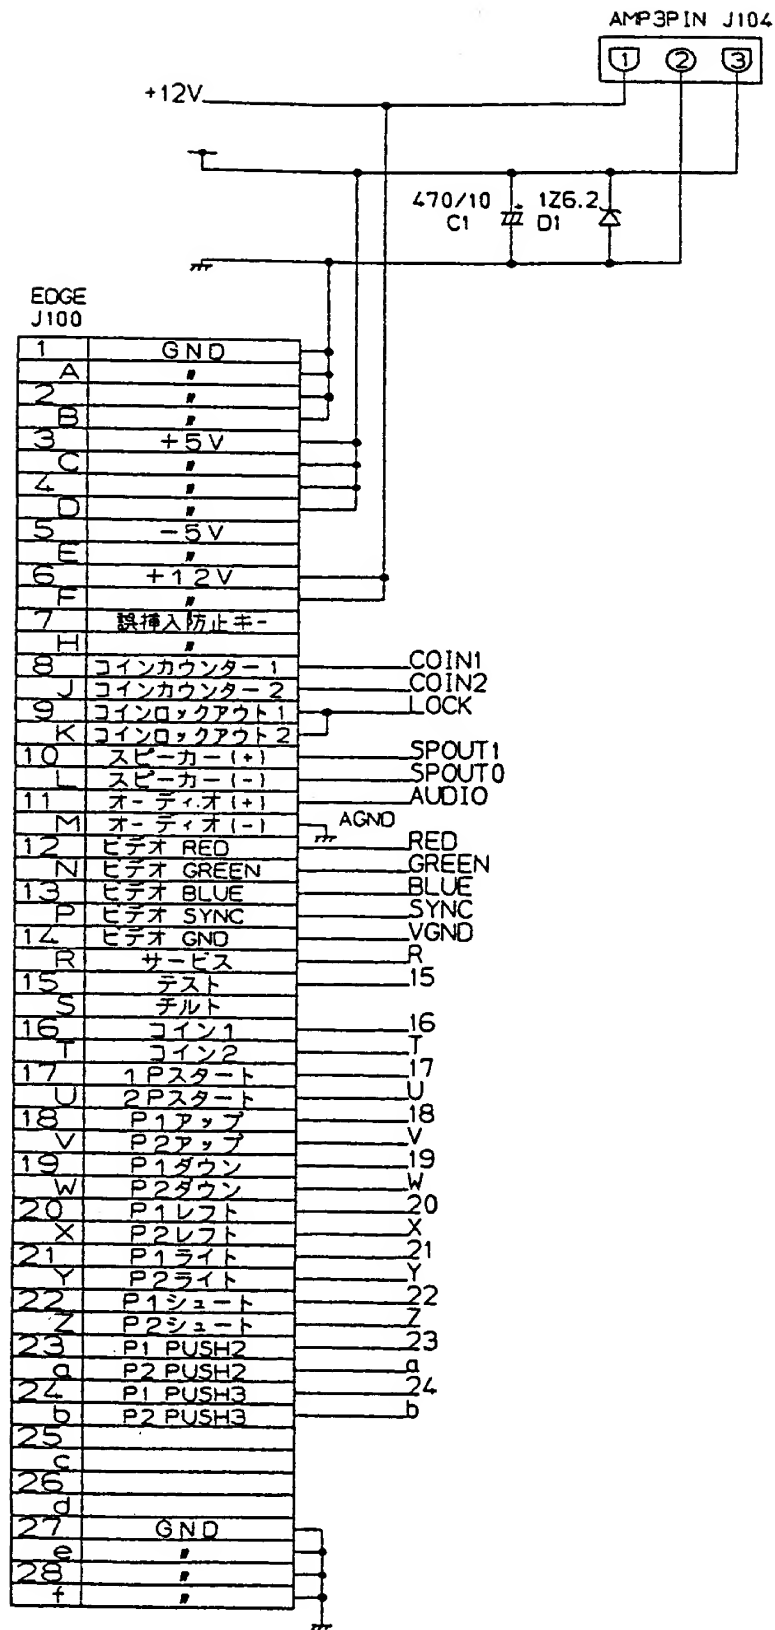 AMP3PIN J104
1 2 3
+12V
470/10 1Z6.2
C1 D1
EDGE
J100
1 GND
A 〃
2 〃
B 〃
3 +5V
C 〃
4 〃
D 〃
5 -5V
E 〃
6 +12V
F 〃
7 誤挿入防止キー
H 〃
8 コインカウンター1 COIN1
J コインカウンター2 COIN2
9 コインロックアウト1 LOCK
K コインロックアウト2
10 スピーカー(+) SPOUT1
L スピーカー(-) SPOUT0
11 オーディオ(+) AUDIO
M オーディオ(-) AGND
12 ビデオ RED RED
N ビデオ GREEN GREEN
13 ビデオ BLUE BLUE
P ビデオ SYNC SYNC
14 ビデオ GND VGND
R サービス R
15 テスト 15
S チルト
16 コイン1 16
T コイン2 T
17 1Pスタート 17
U 2Pスタート U
18 P1アップ 18
V P2アップ V
19 P1ダウン 19
W P2ダウン W
20 P1レフト 20
X P2レフト X
21 P1ライト 21
Y P2ライト Y
22 P1シュート 22
Z P2シュート Z
23 P1 PUSH2 23
a P2 PUSH2 a
24 P1 PUSH3 24
b P2 PUSH3 b
25
c
26
d
27 GND
e 〃
28 〃
f 〃